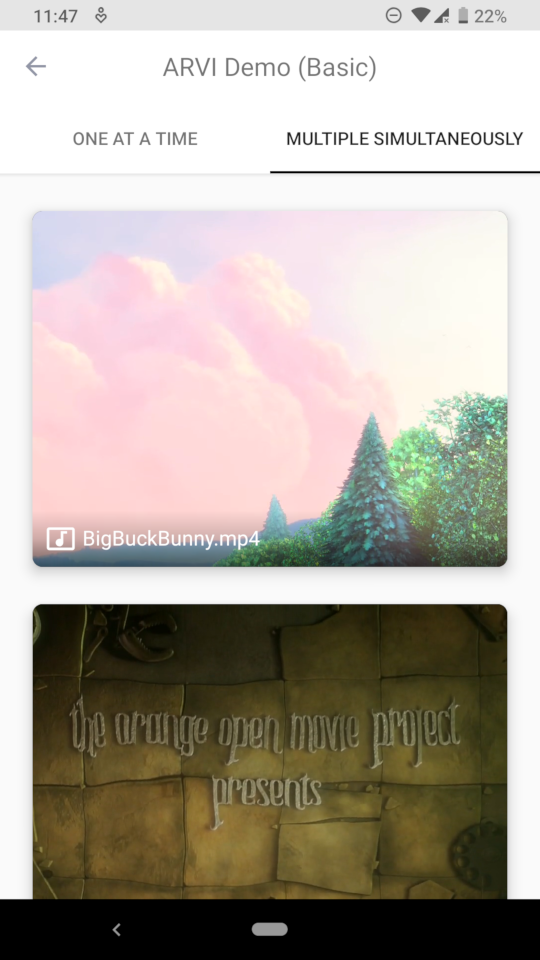 11:47
22%
ARVI Demo (Basic)
ONE AT A TIME
MULTIPLE SIMULTANEOUSLY
BigBuckBunny.mp4
the orange open movie project
presents